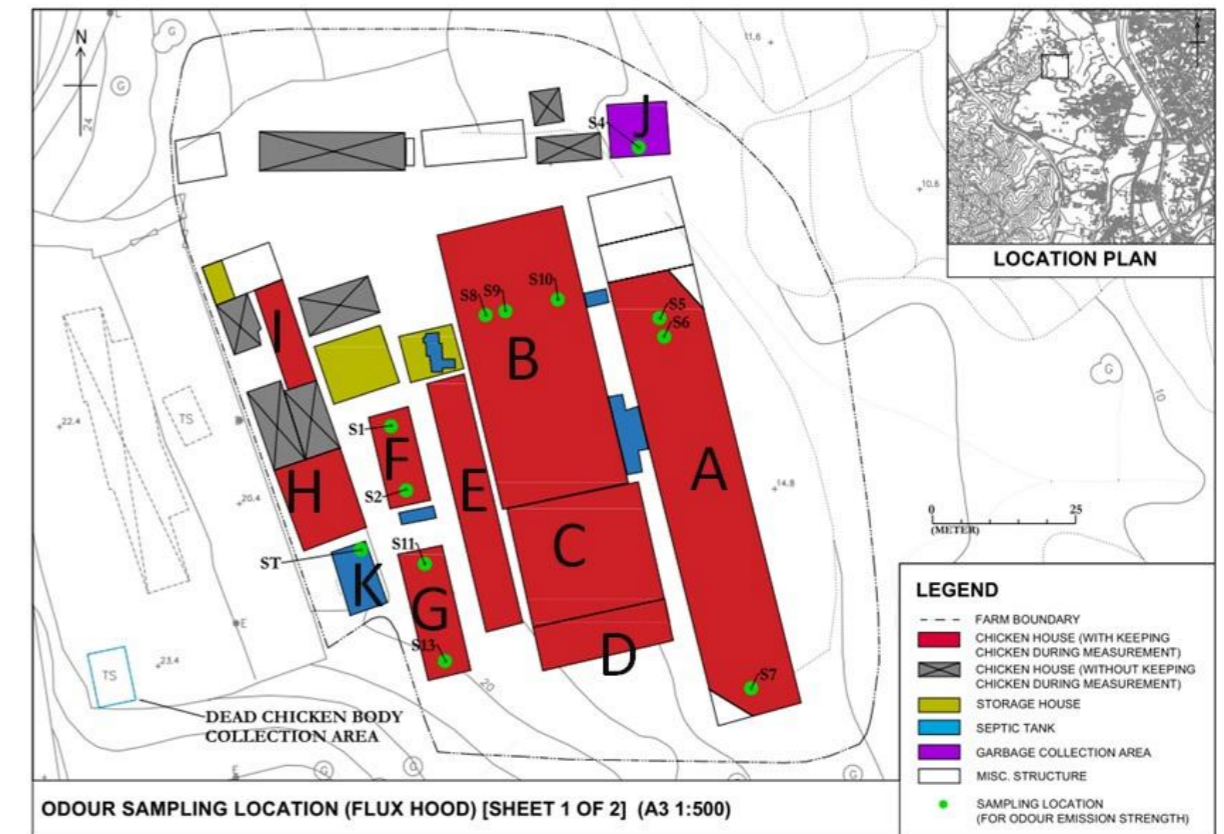 L
G
N
24
G
11.6
J
S4
10.8
LOCATION PLAN
S10
S9
S8
S5
S6
I
B
G
10
22.4
TS
S1
F
A
E
H
S2
14.8
20.4
0 25
(METER)
C
S11
ST
K
G
E
S13
D
S7
20
TS
23.4
DEAD CHICKEN BODY
COLLECTION AREA
E
G
G
G
LEGEND
FARM BOUNDARY
CHICKEN HOUSE (WITH KEEPING
CHICKEN DURING MEASUREMENT)
CHICKEN HOUSE (WITHOUT KEEPING
CHICKEN DURING MEASUREMENT)
STORAGE HOUSE
SEPTIC TANK
GARBAGE COLLECTION AREA
MISC. STRUCTURE
SAMPLING LOCATION
(FOR ODOUR EMISSION STRENGTH)
ODOUR SAMPLING LOCATION (FLUX HOOD) [SHEET 1 OF 2] (A3 1:500)